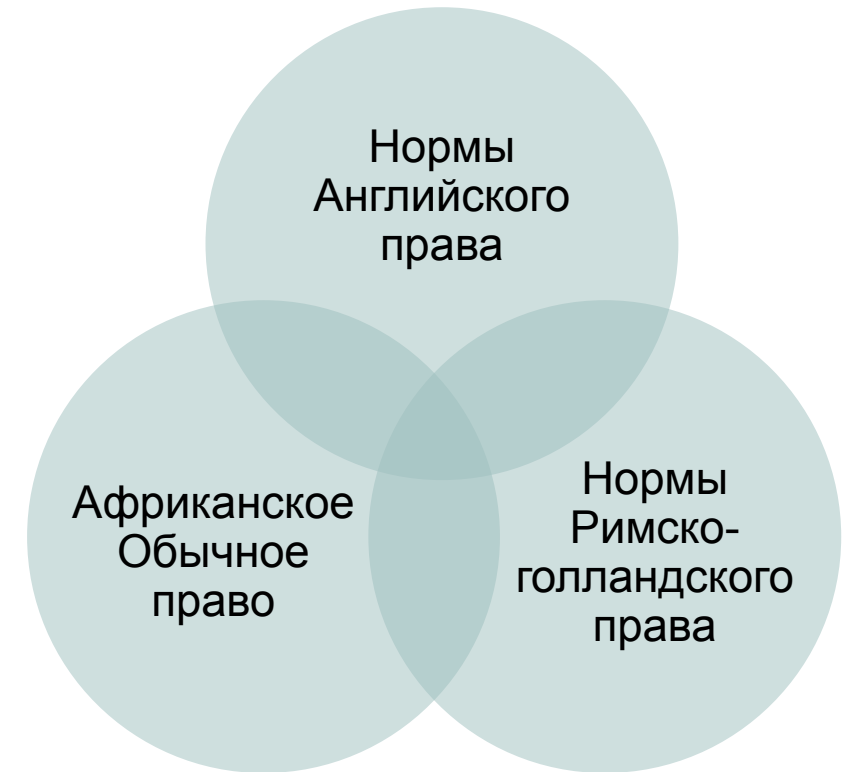 Нормы
Английского
права
Африканское
Обычное
право
Нормы
Римско-
голландского
права